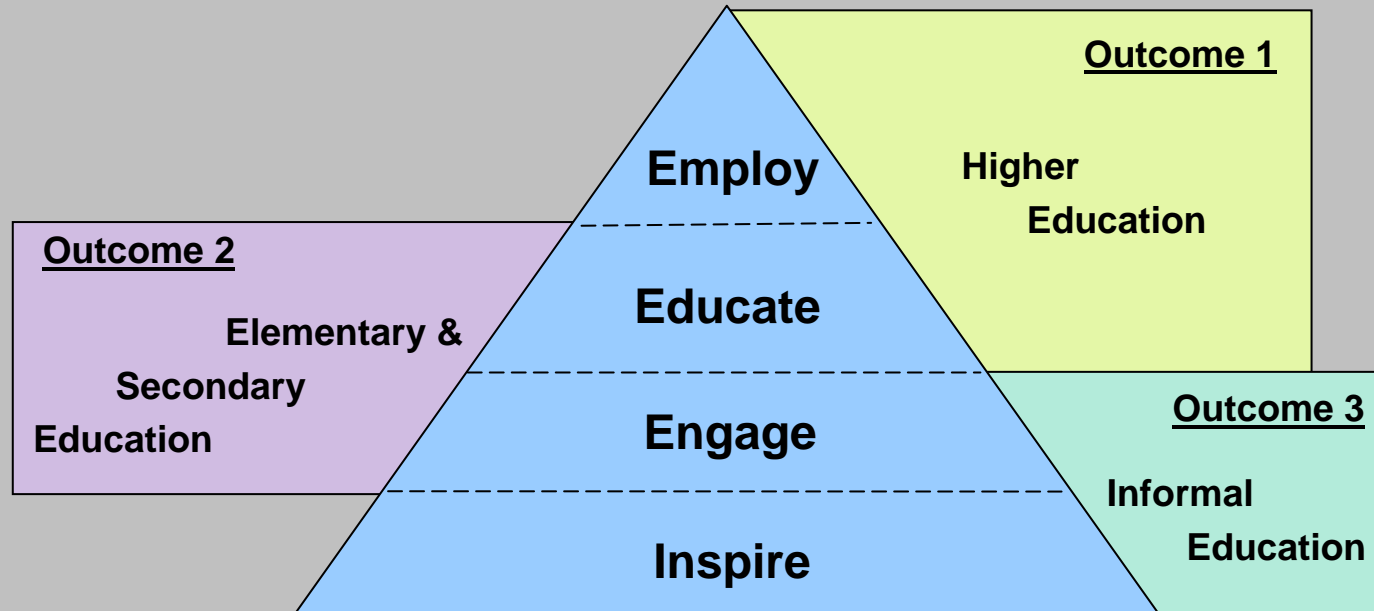 Outcome 1
Employ
Higher
Education
Outcome 2
Elementary &
Secondary
Education
Educate
Engage
Outcome 3
Informal
Education
Inspire